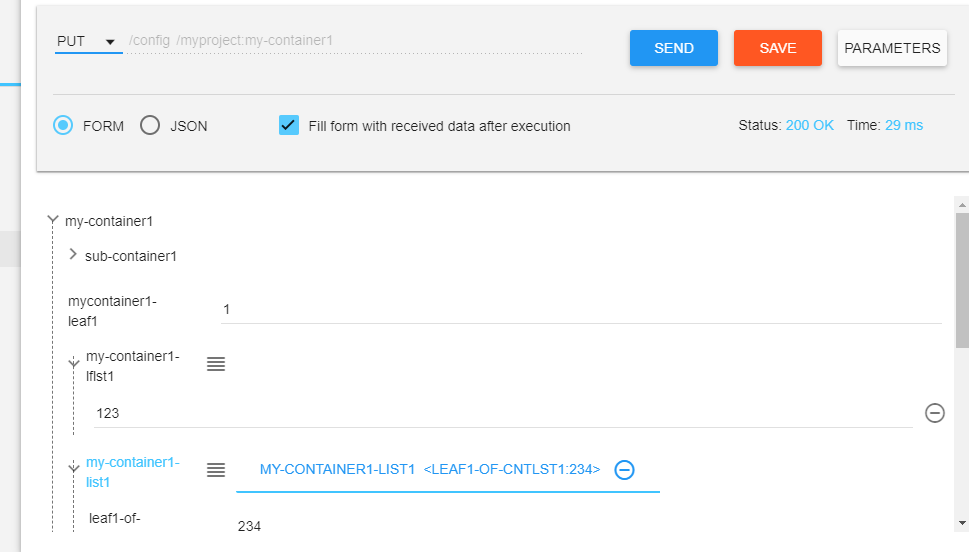 PUT /config /myproject:my-container1 SEND SAVE PARAMETERS
FORM JSON Fill form with received data after execution Status: 200 OK Time: 29 ms
my-container1
sub-container1
mycontainer1-
leaf1
1
my-container1-
lflst1
123
my-container1-
list1
MY-CONTAINER1-LIST1 <LEAF1-OF-CNTLST1:234>
leaf1-of-
234